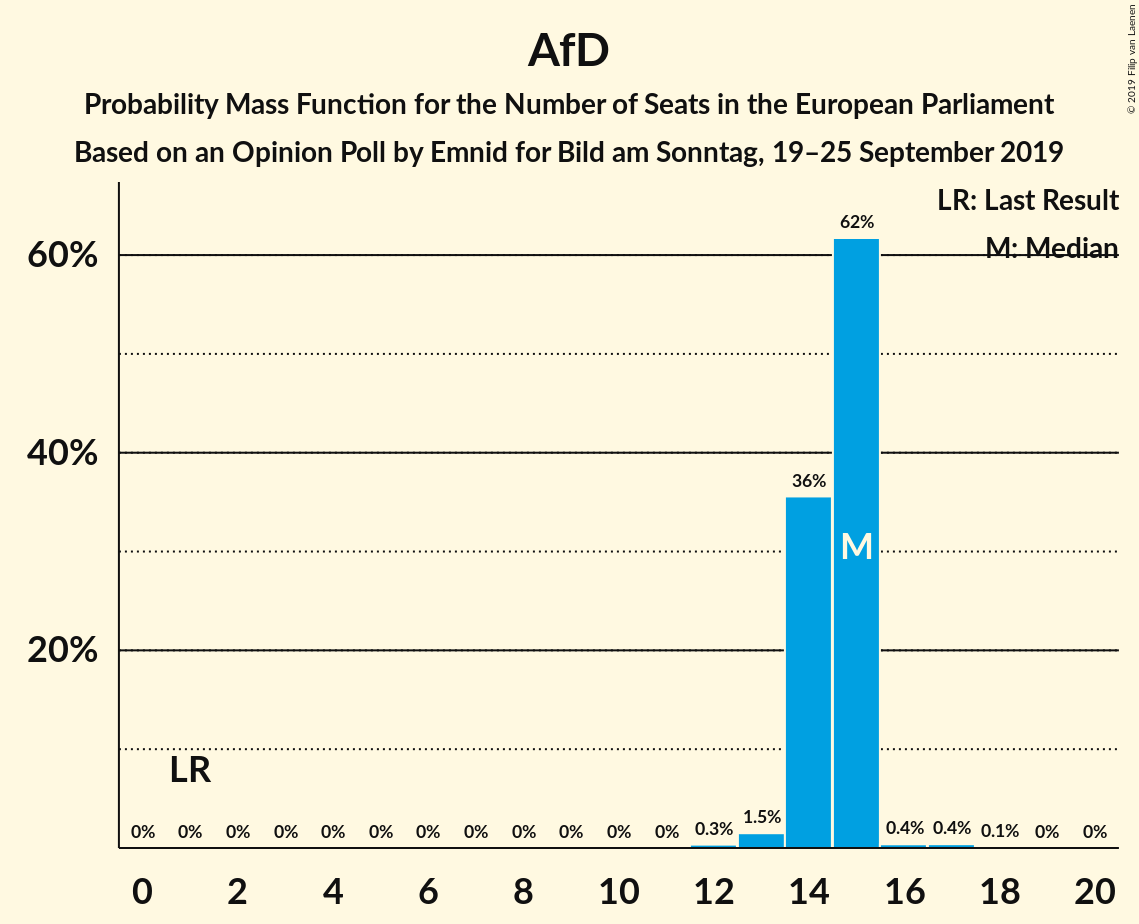 AfD
Probability Mass Function for the Number of Seats in the European Parliament
Based on an Opinion Poll by Emnid for Bild am Sonntag, 19–25 September 2019
© 2019 Filip van Laenen
LR: Last Result
M: Median
62%
60%
40%
36%
M
20%
LR
0% 0% 0% 0% 0% 0% 0% 0% 0% 0% 0% 0% 0.3% 1.5% 0.4% 0.4% 0.1% 0% 0%
0 2 4 6 8 10 12 14 16 18 20